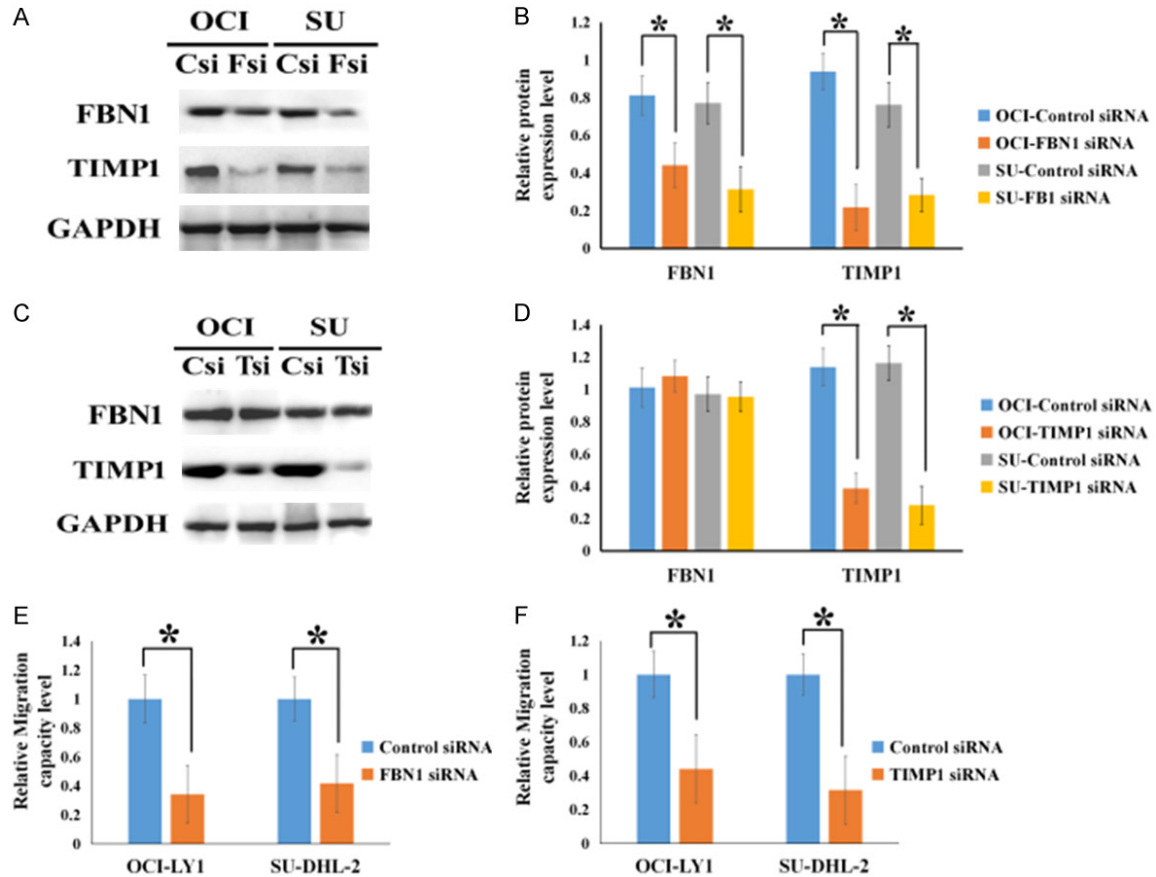 A
OCI SU
Csi Fsi Csi Fsi
FBN1
TIMP1
GAPDH
B
Relative protein
expression level
1.2
1
0.8
0.6
0.4
0.2
0
* * * *
FBN1 TIMP1
OCI-Control siRNA
OCI-FBN1 siRNA
SU-Control siRNA
SU-FB1 siRNA
C
OCI SU
Csi Tsi Csi Tsi
FBN1
TIMP1
GAPDH
D
Relative protein
expression level
1.4
1.2
1
0.8
0.6
0.4
0.2
0
* *
FBN1 TIMP1
OCI-Control siRNA
OCI-TIMP1 siRNA
SU-Control siRNA
SU-TIMP1 siRNA
E
Relative Migration
capacity level
1.4
1.2
1
0.8
0.6
0.4
0.2
0
* *
OCI-LY1 SU-DHL-2
Control siRNA
FBN1 siRNA
F
Relative Migration
capacity level
1.2
1
0.8
0.6
0.4
0.2
0
* *
OCI-LY1 SU-DHL-2
Control siRNA
TIMP1 siRNA